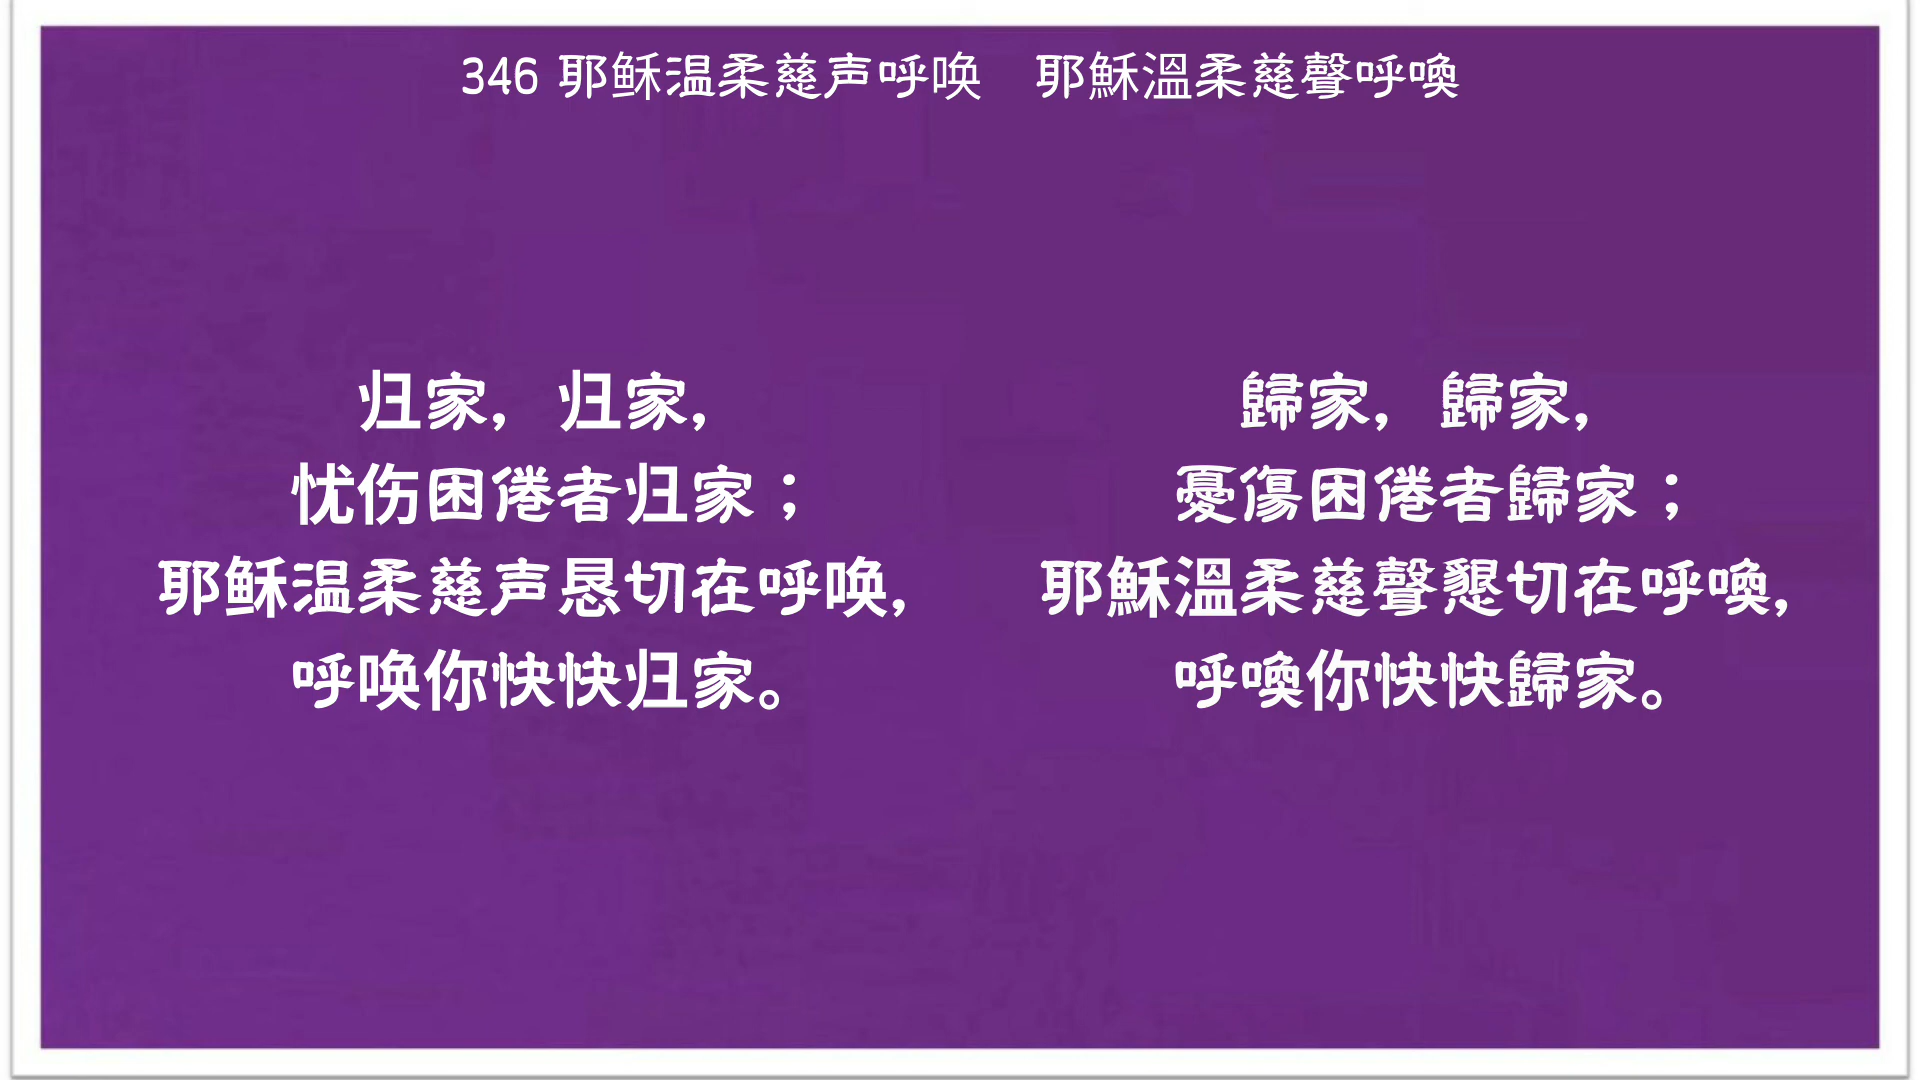 346 耶稣温柔慈声呼唤　耶穌溫柔慈聲呼喚
归家，归家，
忧伤困倦者归家；
耶稣温柔慈声恳切在呼唤，
呼唤你快快归家。
歸家，歸家，
憂傷困倦者歸家；
耶穌溫柔慈聲懇切在呼喚，
呼喚你快快歸家。